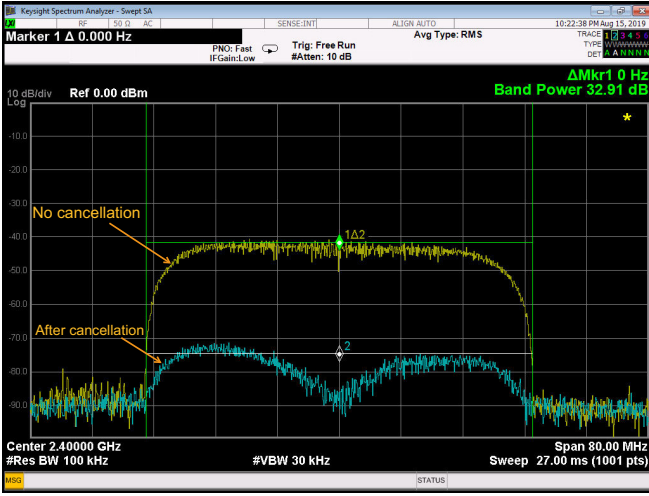 Keysight Spectrum Analyzer - Swept SA
LXI RF 50 Ω AC SENSE:INT ALIGN AUTO 10:22:38 PM Aug 15, 2019
Marker 1 Δ 0.000 Hz Avg Type: RMS TRACE 1 2 3 4 5 6
PNO: Fast Trig: Free Run TYPE WWWWWW
IFGain:Low #Atten: 10 dB DET A A N N N N
ΔMkr1 0 Hz
10 dB/div Ref 0.00 dBm Band Power 32.91 dB
Log
*
-10.0
-20.0
-30.0
No cancellation
1Δ2
-40.0
-50.0
-60.0
After cancellation
-70.0
2
-80.0
-90.0
Center 2.40000 GHz Span 80.00 MHz
#Res BW 100 kHz #VBW 30 kHz Sweep 27.00 ms (1001 pts)
MSG STATUS